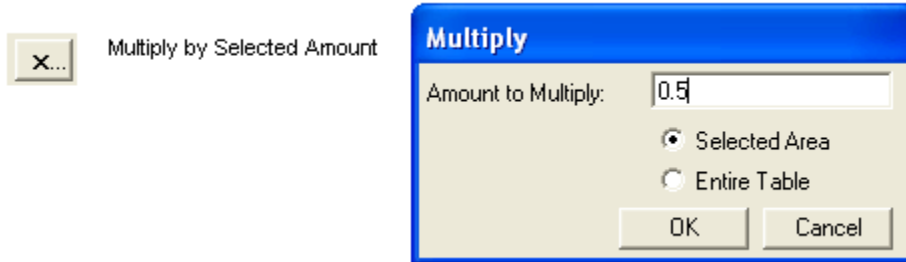 x...
Multiply by Selected Amount
Multiply
Amount to Multiply: 0.5
Selected Area
Entire Table
OK Cancel